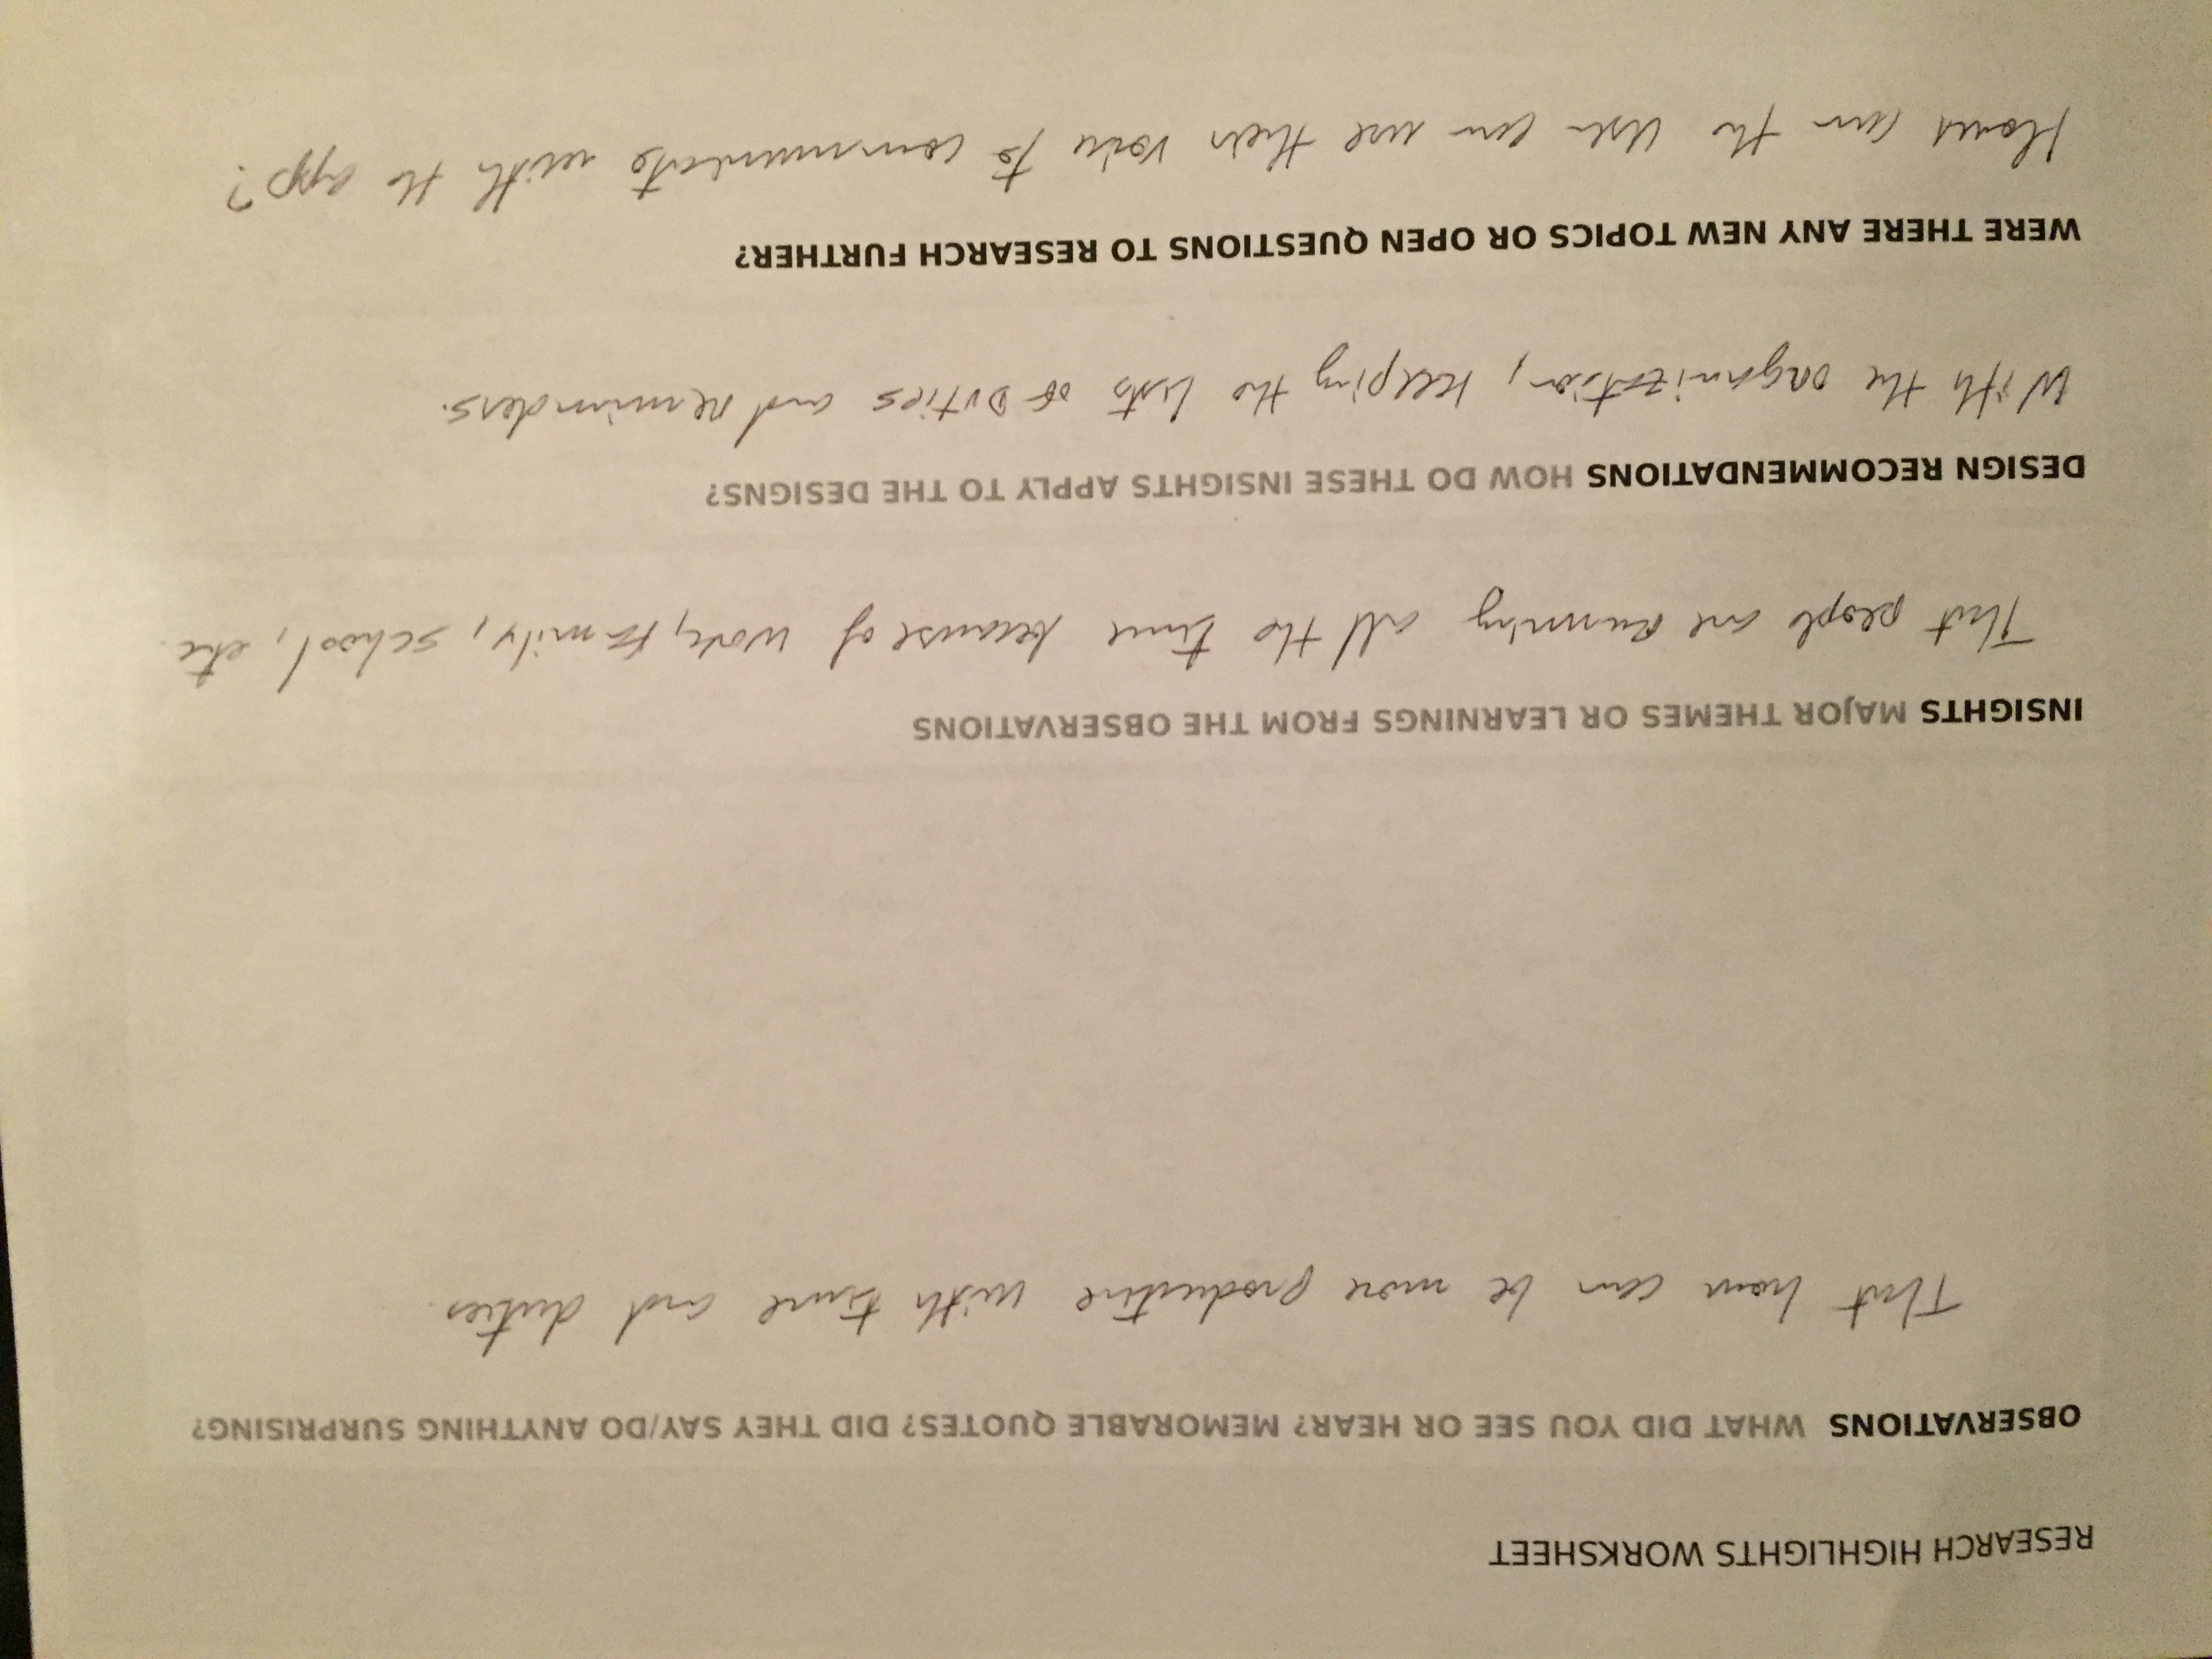 RESEARCH HIGHLIGHTS WORKSHEET
OBSERVATIONS WHAT DID YOU SEE OR HEAR? MEMORABLE QUOTES? DID THEY SAY/DO ANYTHING SURPRISING?
That how can be more productive with time and duties.
INSIGHTS MAJOR THEMES OR LEARNINGS FROM THE OBSERVATIONS
That people are Running all the time because of work, Family, school, etc.
DESIGN RECOMMENDATIONS HOW DO THESE INSIGHTS APPLY TO THE DESIGNS?
With the organization, keeping the lists of Duties and remimders.
WERE THERE ANY NEW TOPICS OR OPEN QUESTIONS TO RESEARCH FURTHER?
can the User can use their voice to communicate with the app?